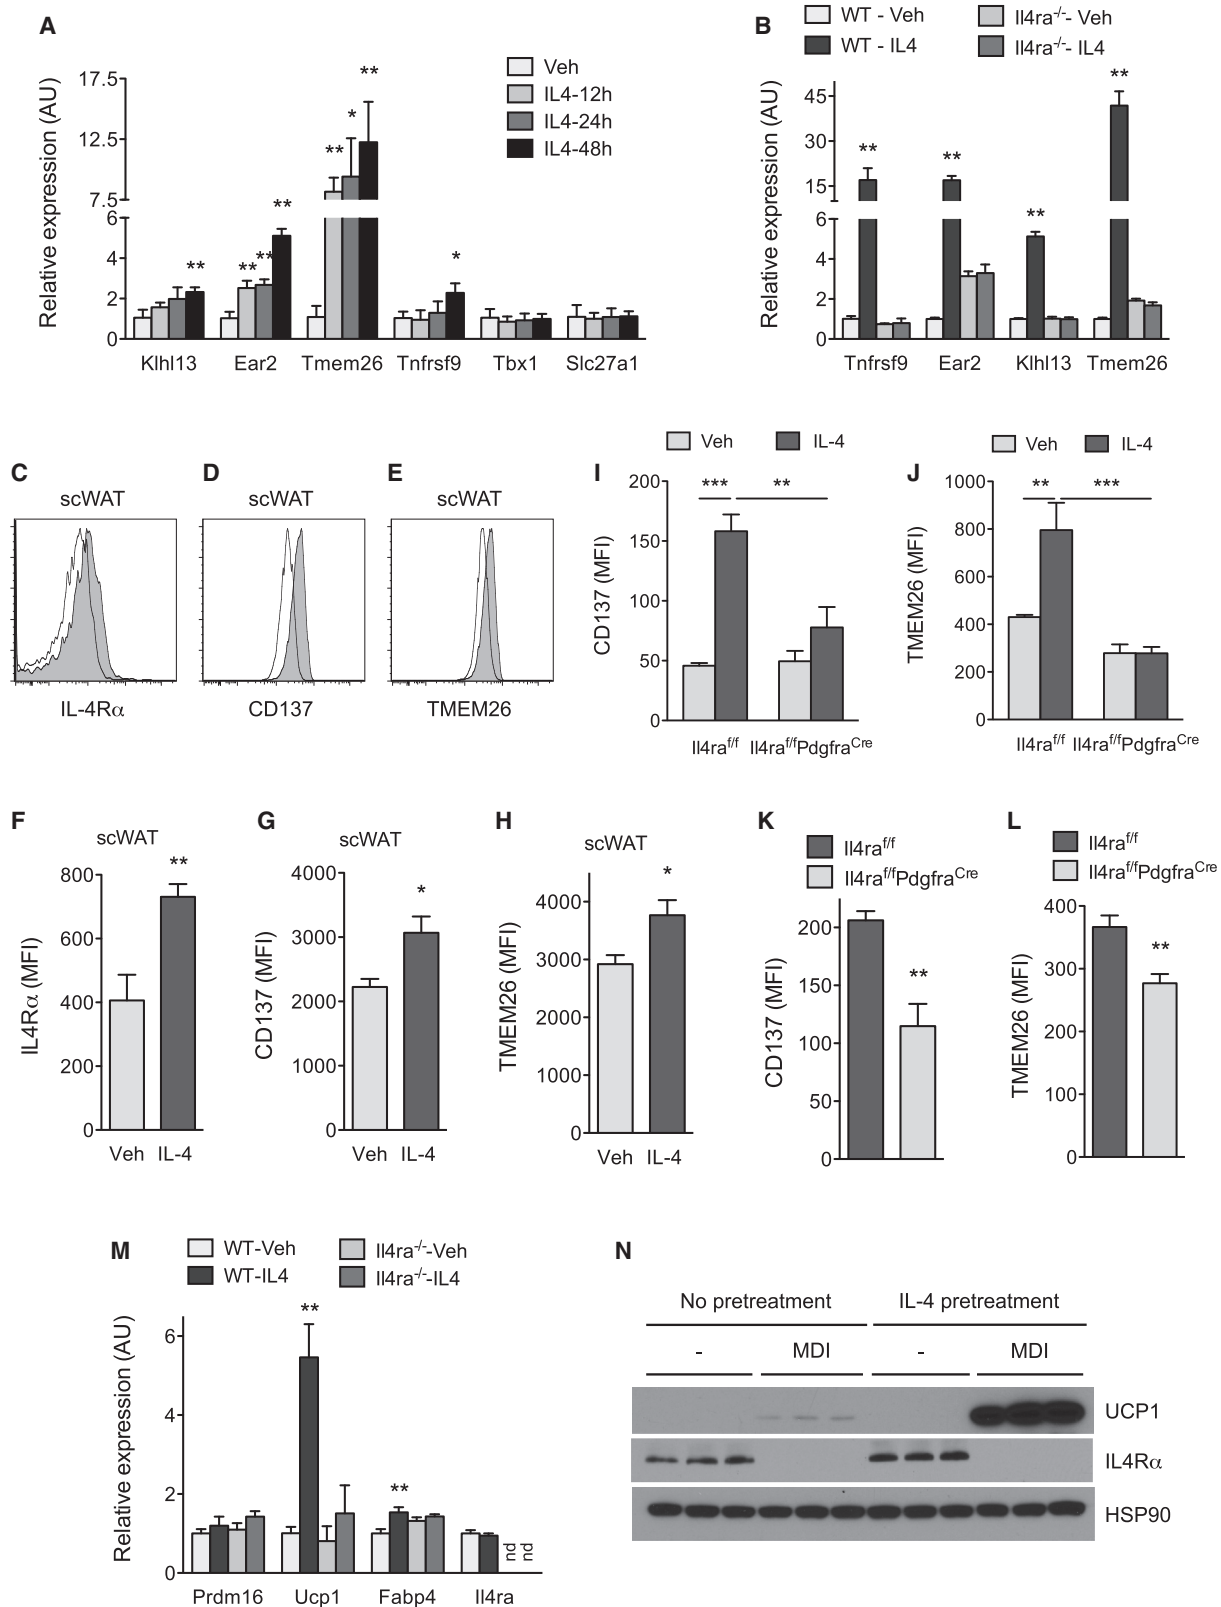 A
Relative expression (AU)
17.5
12.5
7.5
6
4
2
0
Veh
IL4-12h
IL4-24h
IL4-48h
** ** ** ** ** * ** *
Klhl13 Ear2 Tmem26 Tnfrsf9 Tbx1 Slc27a1
B
WT - Veh
WT - IL4
Il4ra-/-- Veh
Il4ra-/-- IL4
Relative expression (AU)
45
30
15
6
4
2
0
** ** ** **
Tnfrsf9 Ear2 Klhl13 Tmem26
C
scWAT
IL-4Rα
D
scWAT
CD137
E
scWAT
TMEM26
I
Veh IL-4
CD137 (MFI)
200
150
100
50
0
*** **
Il4raf/f Il4raf/fPdgfraCre
J
Veh IL-4
TMEM26 (MFI)
1000
800
600
400
200
0
** ***
Il4raf/f Il4raf/fPdgfraCre
F
scWAT
IL4Rα (MFI)
800
600
400
200
0
**
Veh IL-4
G
scWAT
CD137 (MFI)
4000
3000
2000
1000
0
*
Veh IL-4
H
scWAT
TMEM26 (MFI)
4000
3000
2000
1000
0
*
Veh IL-4
K
Il4raf/f
Il4raf/fPdgfraCre
CD137 (MFI)
200
150
100
50
0
**
L
Il4raf/f
Il4raf/fPdgfraCre
TMEM26 (MFI)
400
300
200
100
0
**
M
WT-Veh
WT-IL4
Il4ra-/--Veh
Il4ra-/--IL4
Relative expression (AU)
6
4
2
0
** **
nd nd
Prdm16 Ucp1 Fabp4 Il4ra
N
No pretreatment IL-4 pretreatment
- MDI - MDI
UCP1
IL4Rα
HSP90